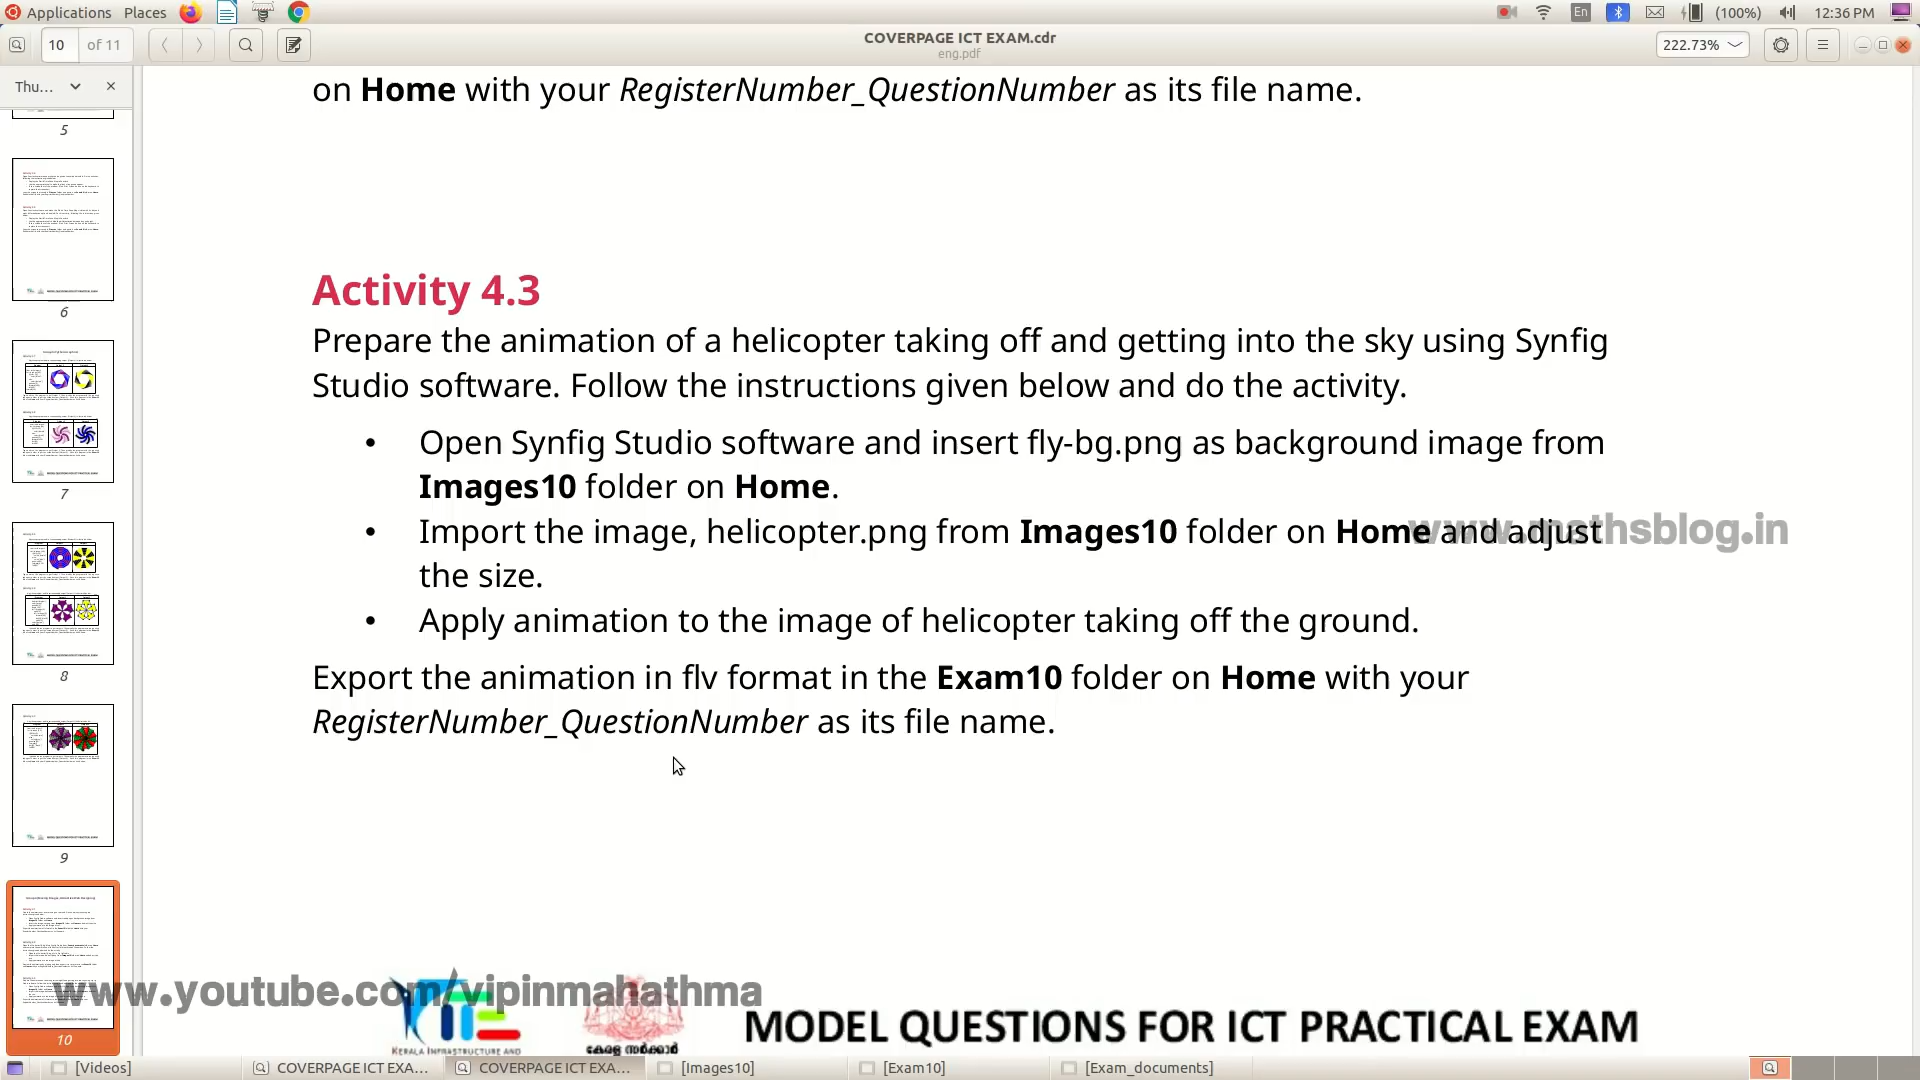 Applications Places En (100%) 12:36 PM
10 of 11 COVERPAGE ICT EXAM.cdr 222.73%
eng.pdf
Thu...
5
6
7
8
9
10
on Home with your RegisterNumber_QuestionNumber as its file name.
Activity 4.3
Prepare the animation of a helicopter taking off and getting into the sky using Synfig
Studio software. Follow the instructions given below and do the activity.
• Open Synfig Studio software and insert fly-bg.png as background image from
Images10 folder on Home.
• Import the image, helicopter.png from Images10 folder on Home and adjust
the size.
• Apply animation to the image of helicopter taking off the ground.
Export the animation in flv format in the Exam10 folder on Home with your
RegisterNumber_QuestionNumber as its file name.
www.mathsblog.in
www.youtube.com/vipinmahathma
KERALA INFRASTRUCTURE AND
കേരള സർക്കാർ
MODEL QUESTIONS FOR ICT PRACTICAL EXAM
[Videos] COVERPAGE ICT EXA... COVERPAGE ICT EXA... [Images10] [Exam10] [Exam_documents]